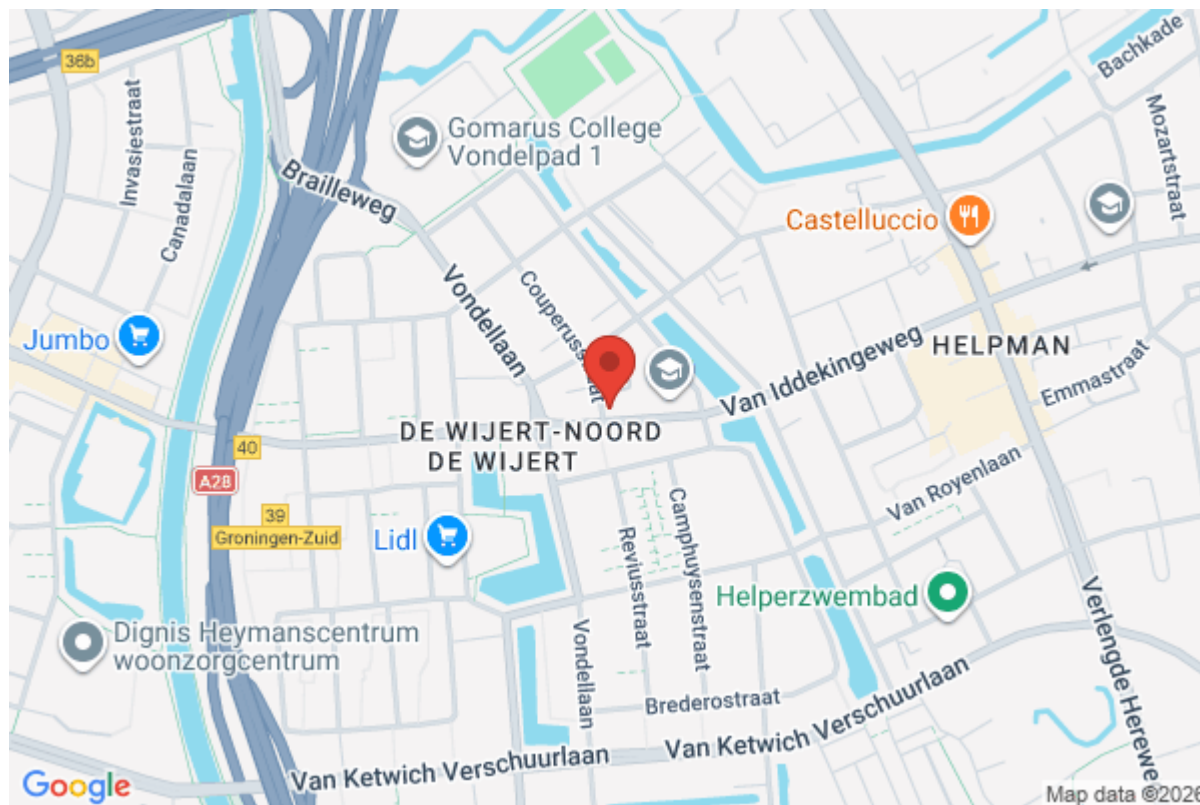 36b
Bachkade
Invasiestraat
Canadalaan
Brailleweg
Gomarus College
Vondelpad 1
Mozartstraat
Castelluccio
Vondellaan
Couperusstraat
Jumbo
HELPMAN
Van Iddekingeweg
Emmastraat
DE WIJERT-NOORD
DE WIJERT
40
A28
39
Groningen-Zuid
Lidl
Van Royenlaan
Reviusstraat
Camphuysenstraat
Helperzwembad
Dignis Heymanscentrum
woonzorgcentrum
Vondellaan
Verlengde Herewe
Brederostraat
Van Ketwich Verschuurlaan
Van Ketwich Verschuurlaan
Google
Map data ©2026